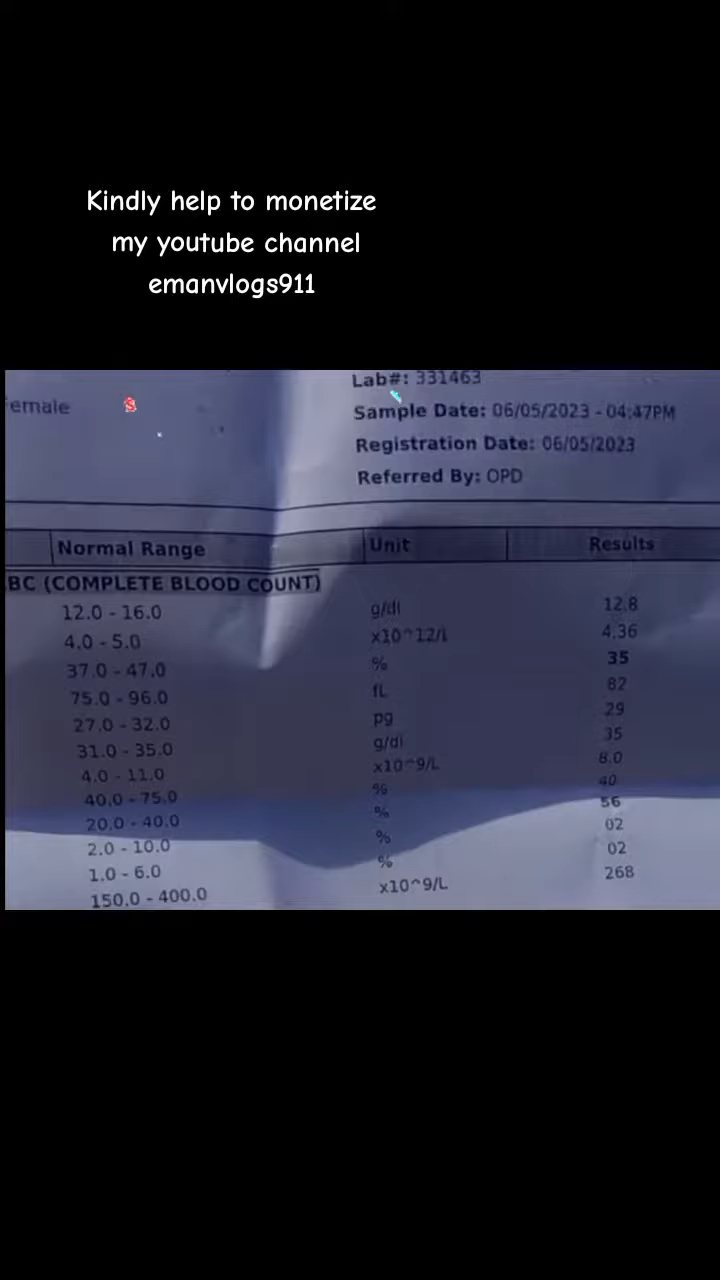 Kindly help to monetize
my youtube channel
emanvlogs911
Lab#: 331463
emale S
Sample Date: 06/05/2023 - 04:47PM
Registration Date: 06/05/2023
Referred By: OPD
Normal Range Unit Results
BC (COMPLETE BLOOD COUNT)
12.0 - 16.0 g/dl 12.8
4.0 - 5.0 x10^12/L 4.36
37.0 - 47.0 % 35
75.0 - 96.0 fL 82
27.0 - 32.0 pg 29
31.0 - 35.0 g/dl 35
4.0 - 11.0 x10^9/L 8.0
40.0 - 75.0 % 40
20.0 - 40.0 % 56
2.0 - 10.0 % 02
1.0 - 6.0 % 02
150.0 - 400.0 x10^9/L 268